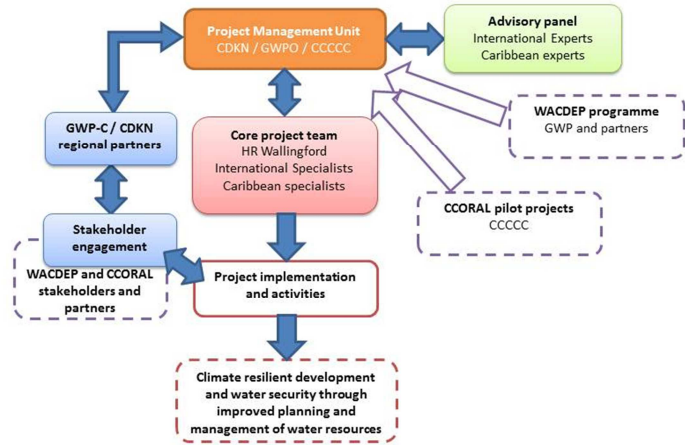 Project Management Unit
CDKN / GWPO / CCCCC
Advisory panel
International Experts
Caribbean experts
GWP-C / CDKN
regional partners
Core project team
HR Wallingford
International Specialists
Caribbean specialists
WACDEP programme
GWP and partners
CCORAL pilot projects
CCCCC
Stakeholder
engagement
WACDEP and CCORAL
stakeholders and
partners
Project implementation
and activities
Climate resilient development
and water security through
improved planning and
management of water resources